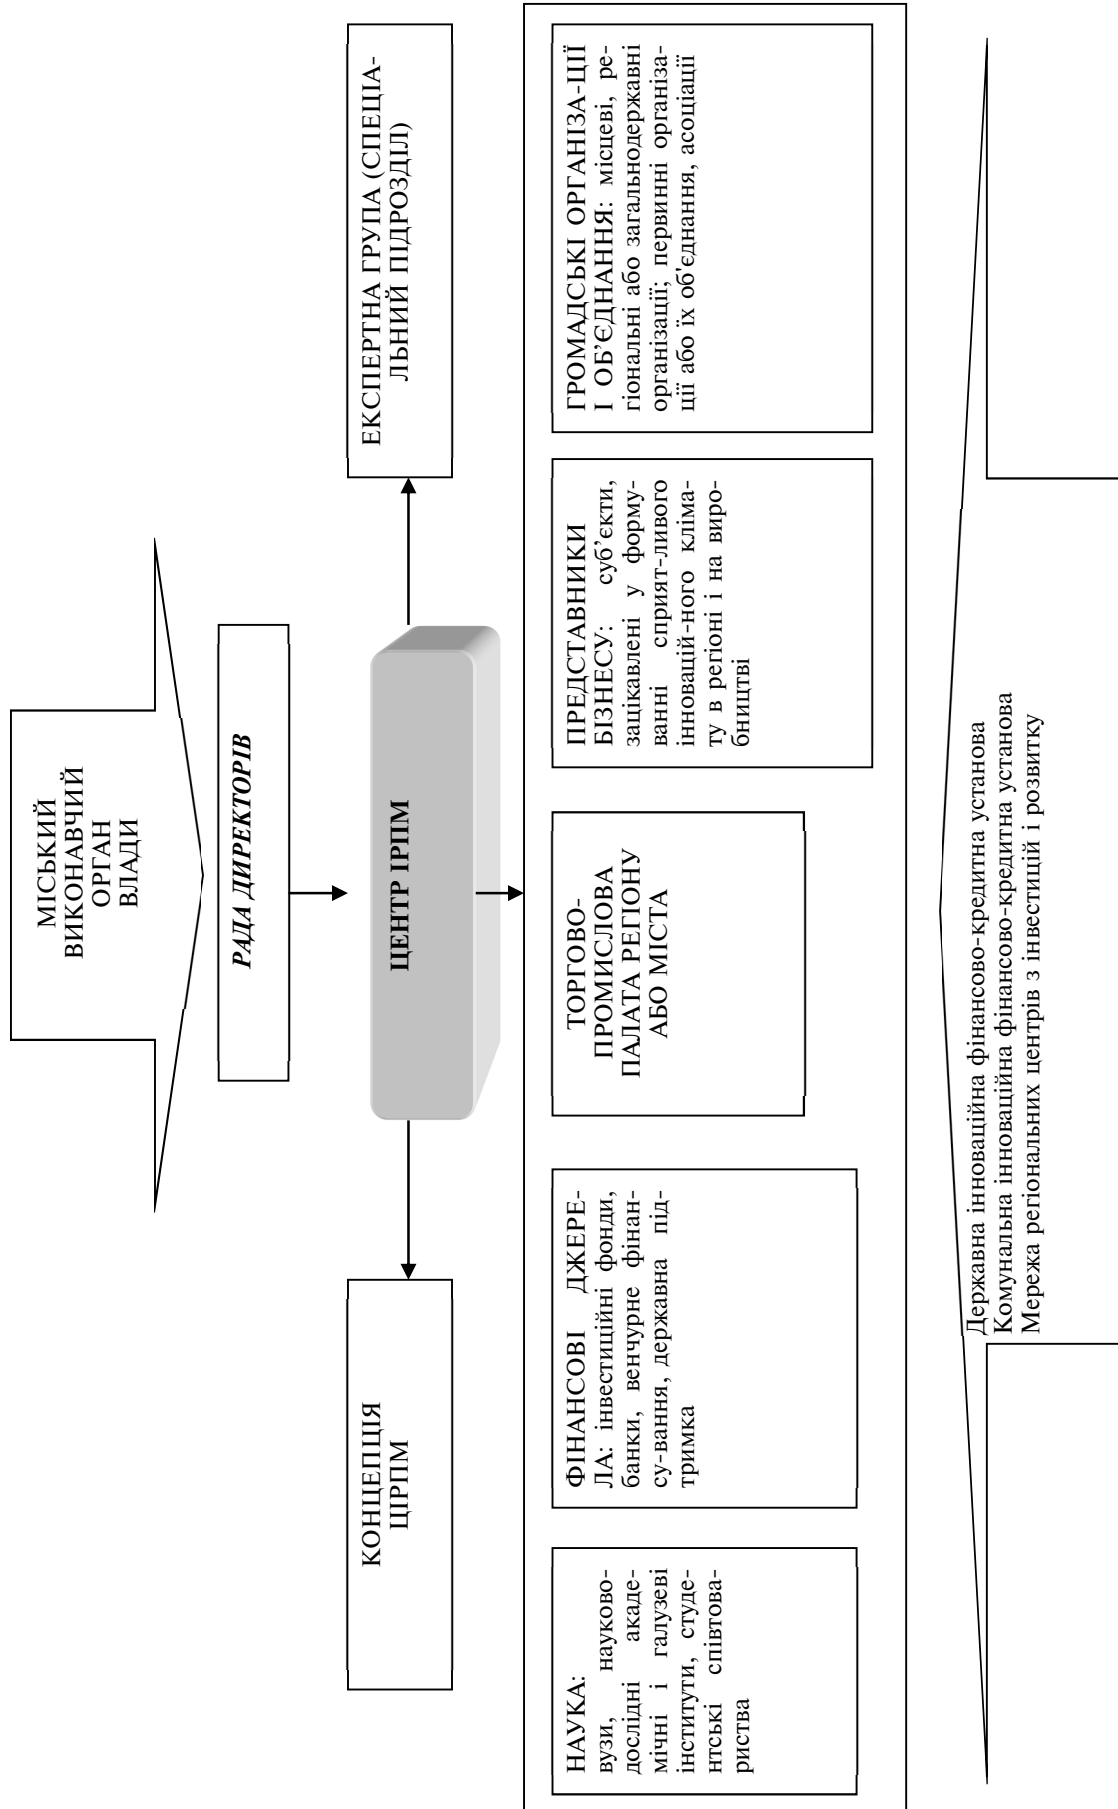 МІСЬКИЙ
ВИКОНАВЧИЙ
ОРГАН
ВЛАДИ
РАДА ДИРЕКТОРІВ
КОНЦЕПЦІЯ
ЦІРПМ
ЦЕНТР ІРПМ
ЕКСПЕРТНА ГРУПА (СПЕЦІА-
ЛЬНИЙ ПІДРОЗДІЛ)
НАУКА:
вузи, науково-
дослідні акаде-
мічні і галузеві
інститути, студе-
нтські співтова-
риства
ФІНАНСОВІ ДЖЕРЕ-
ЛА: інвестиційні фонди,
банки, венчурне фінан-
су-вання, державна під-
тримка
ТОРГОВО-
ПРОМИСЛОВА
ПАЛАТА РЕГІОНУ
АБО МІСТА
ПРЕДСТАВНИКИ
БІЗНЕСУ: суб’єкти,
зацікавлені у форму-
ванні сприят-ливого
інновацій-ного кліма-
ту в регіоні і на виро-
бництві
ГРОМАДСЬКІ ОРГАНІЗА-ЦІЇ
І ОБ’ЄДНАННЯ: місцеві, ре-
гіональні або загальнодержавні
організації; первинні організа-
ції або їх об'єднання, асоціації
Державна інноваційна фінансово-кредитна установа
Комунальна інноваційна фінансово-кредитна установа
Мережа регіональних центрів з інвестицій і розвитку